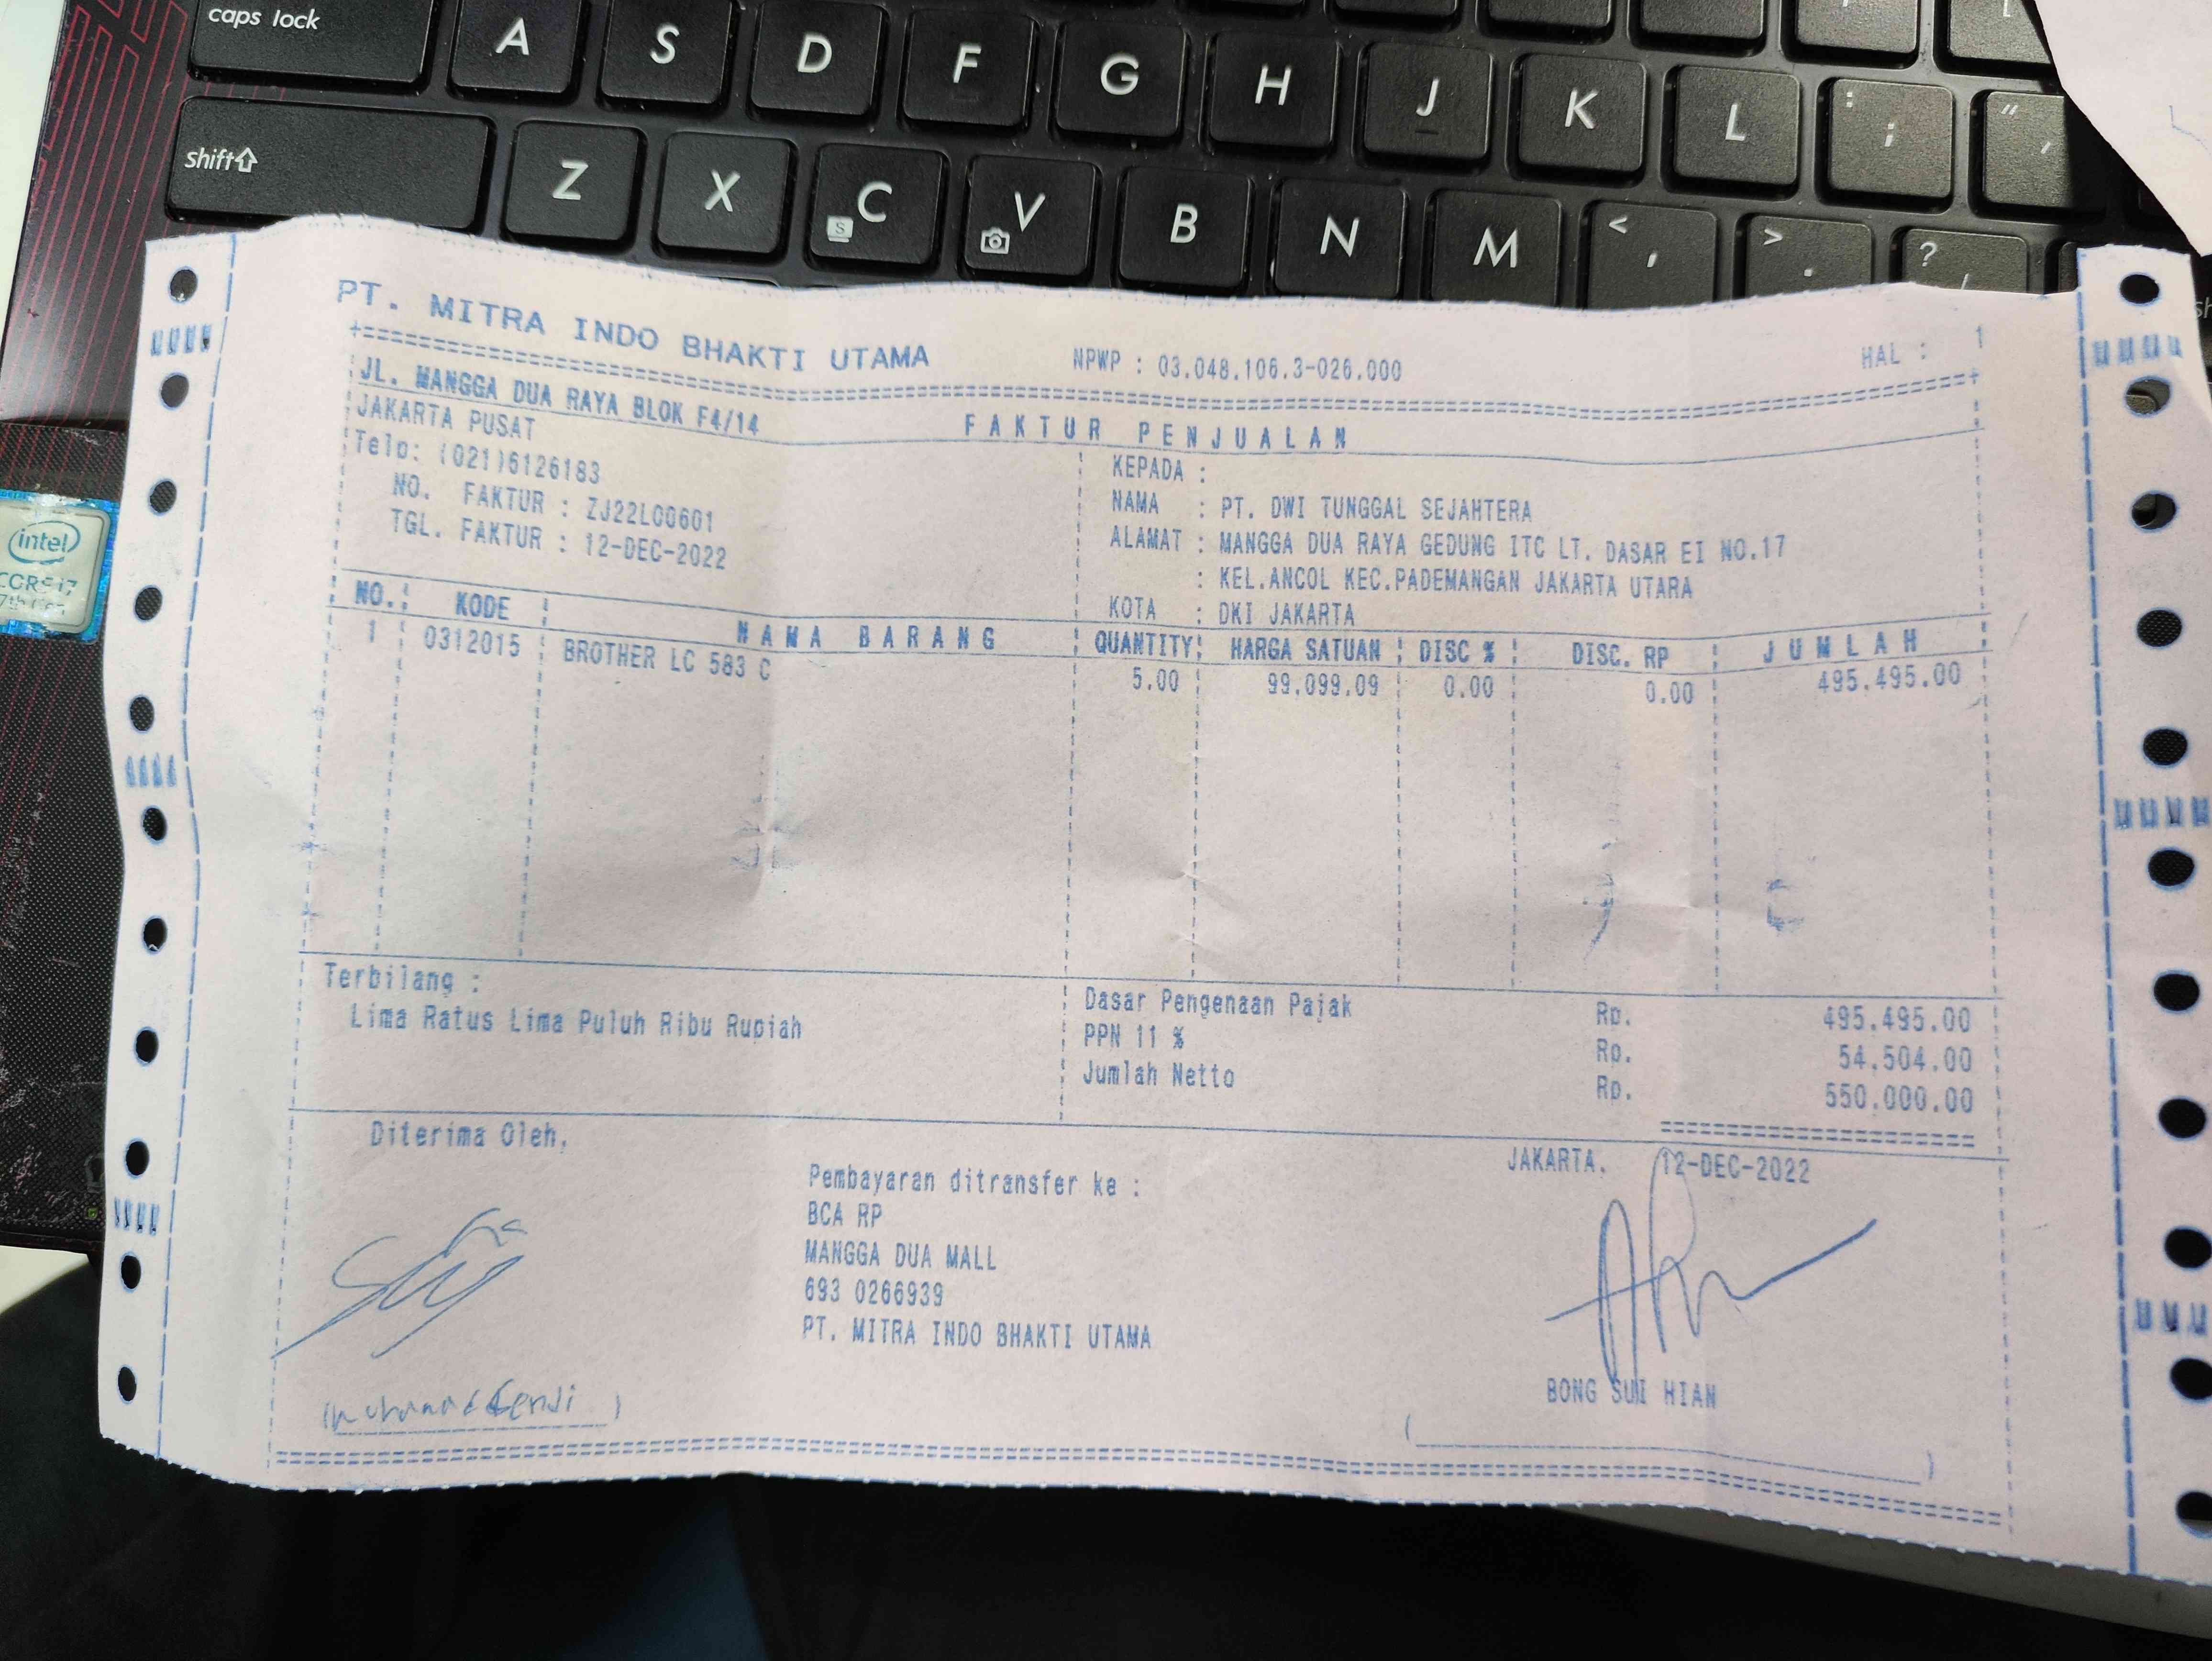 caps lock
A S D F G H J K L ; :
shift
Z X C V B N M < , > . ?
S
intel
CORE i7
PT. MITRA INDO BHAKTI UTAMA
NPWP : 03.048.106.3-026.000
HAL : 1
JL. MANGGA DUA RAYA BLOK F4/14
JAKARTA PUSAT
Telp: (021)6126183
NO. FAKTUR : ZJ22L00601
TGL. FAKTUR : 12-DEC-2022
FAKTUR PENJUALAN
KEPADA :
NAMA : PT. DWI TUNGGAL SEJAHTERA
ALAMAT : MANGGA DUA RAYA GEDUNG ITC LT. DASAR EI NO.17
: KEL.ANCOL KEC.PADEMANGAN JAKARTA UTARA
KOTA : DKI JAKARTA
NO. KODE NAMA BARANG QUANTITY HARGA SATUAN DISC % DISC. RP JUMLAH
1 0312015 BROTHER LC 583 C 5.00 99.099.09 0.00 0.00 495.495.00
Terbilang :
Lima Ratus Lima Puluh Ribu Rupiah
Dasar Pengenaan Pajak Rp. 495.495.00
PPN 11 % Rp. 54.504.00
Jumlah Netto Rp. 550.000.00
Diterima Oleh,
Pembayaran ditransfer ke :
BCA RP
MANGGA DUA MALL
693 0266939
PT. MITRA INDO BHAKTI UTAMA
JAKARTA, 12-DEC-2022
BONG SUI HIAN